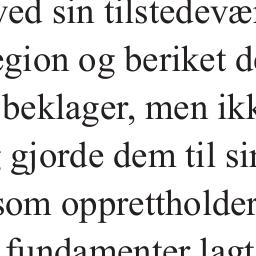 ved sin tilstedevær
egion og beriket de
beklager, men ikk
gjorde dem til sin
som opprettholder
fundamenter lagt